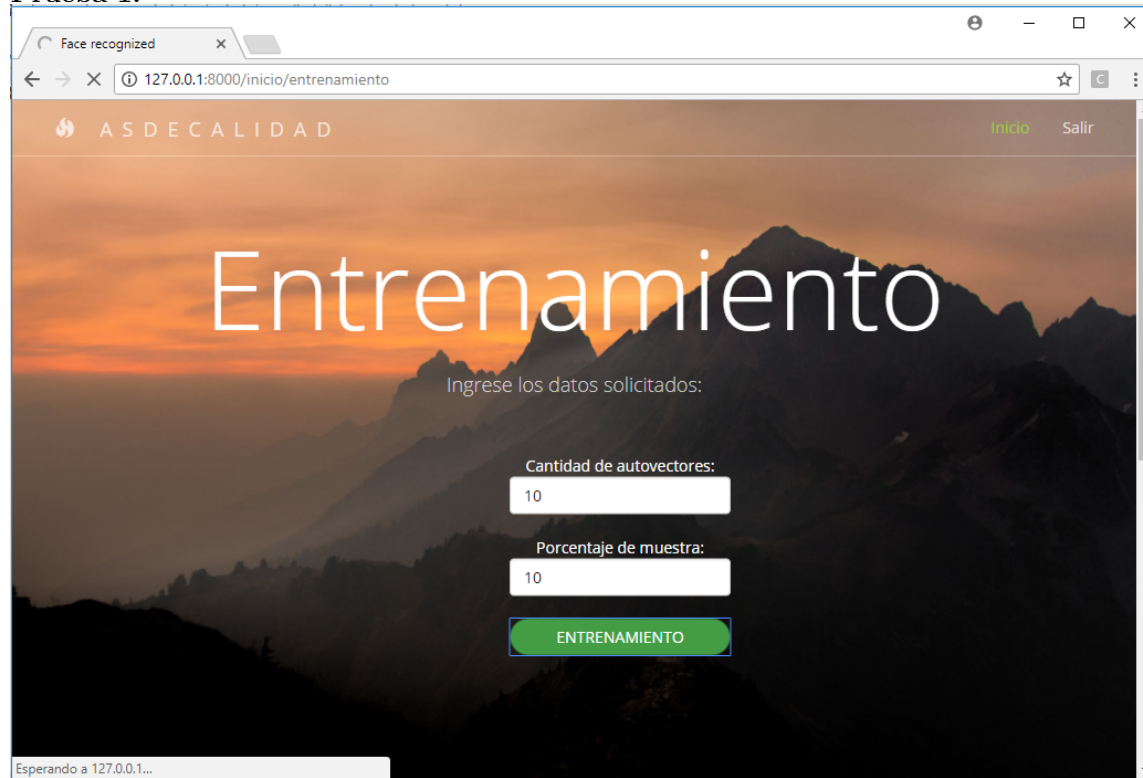 Face recognized
127.0.0.1:8000/inicio/entrenamiento
ASDECALIDAD
Inicio Salir
Entrenamiento
Ingrese los datos solicitados:
Cantidad de autovectores:
10
Porcentaje de muestra:
10
ENTRENAMIENTO
Esperando a 127.0.0.1...